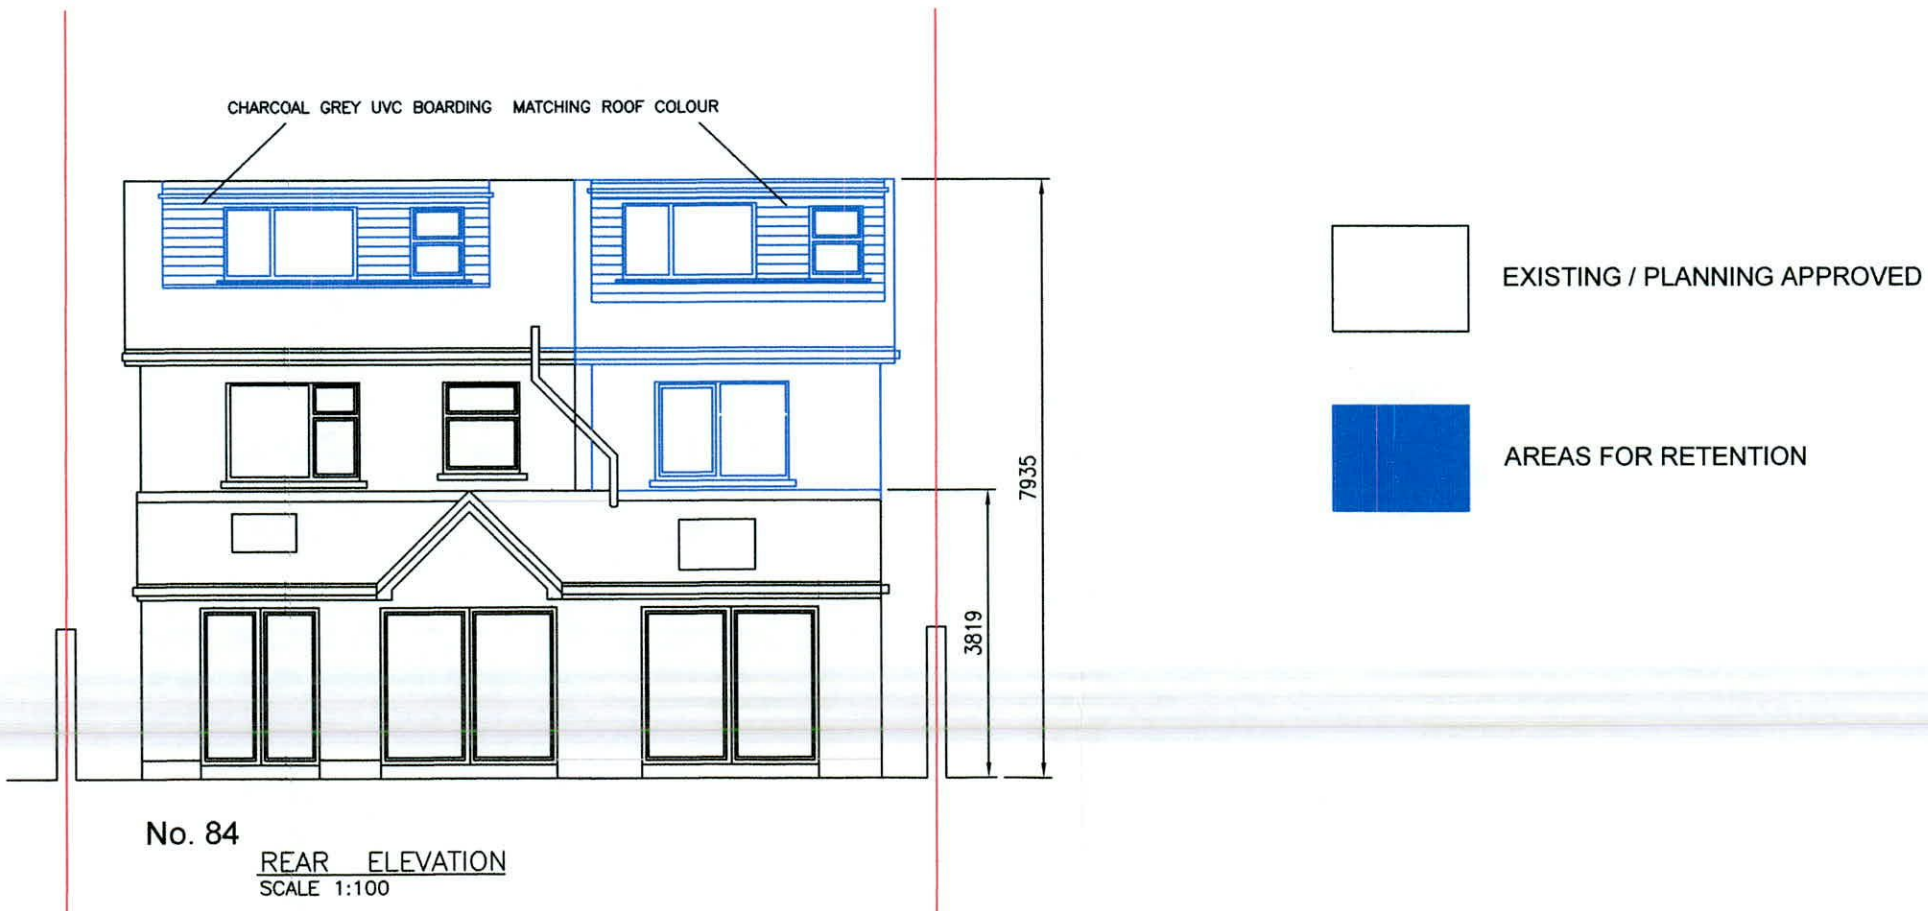 CHARCOAL GREY UVC BOARDING MATCHING ROOF COLOUR
EXISTING / PLANNING APPROVED
AREAS FOR RETENTION
7935
3819
No. 84
REAR ELEVATION
SCALE 1:100